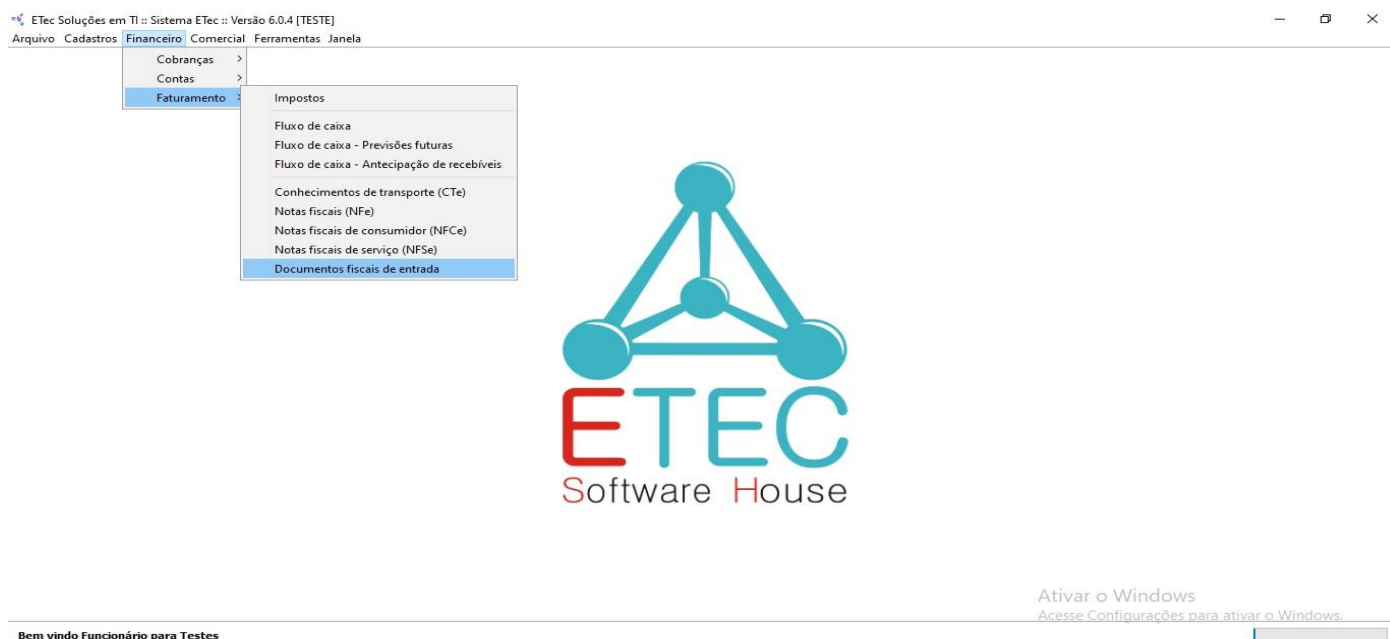 ETec Soluções em TI :: Sistema ETec :: Versão 6.0.4 [TESTE]
Arquivo Cadastros Financeiro Comercial Ferramentas Janela
Cobranças
Contas
Faturamento
Impostos
Fluxo de caixa
Fluxo de caixa - Previsões futuras
Fluxo de caixa - Antecipação de recebíveis
Conhecimentos de transporte (CTe)
Notas fiscais (NFe)
Notas fiscais de consumidor (NFCe)
Notas fiscais de serviço (NFSe)
Documentos fiscais de entrada
ETEC
Software House
Ativar o Windows
Acesse Configurações para ativar o Windows.
Bem vindo Funcionário para Testes